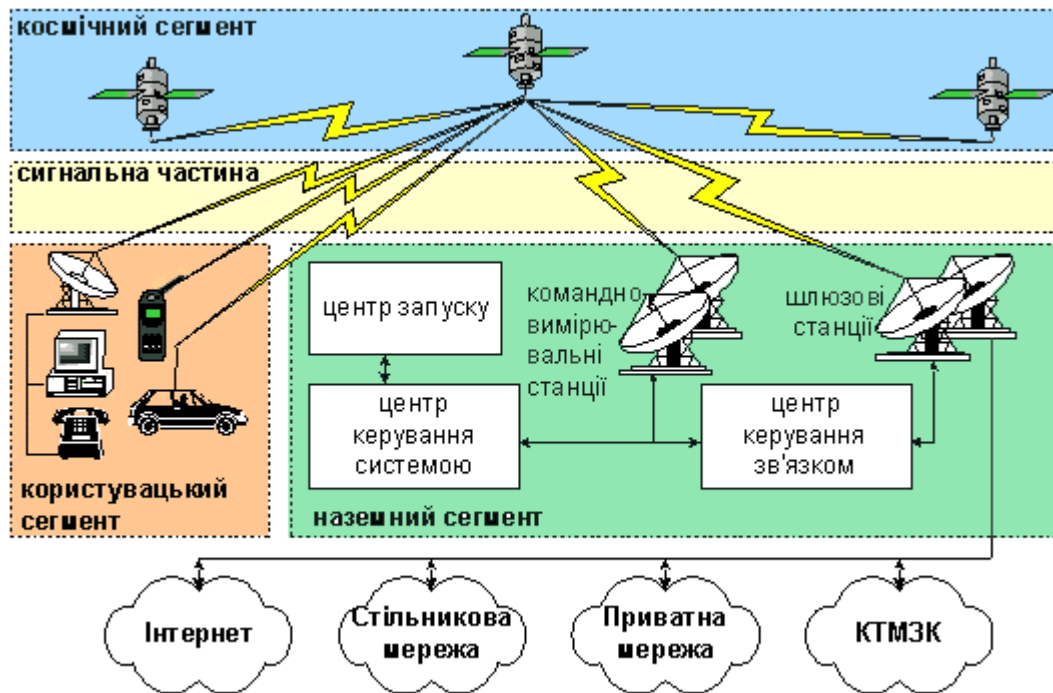 космічний сегмент
сигнальна частина
центр запуску
командно
вимірю-
вальні
станції
шлюзові
станції
центр
керування
системою
центр
керування
зв'язком
користувацький
сегмент
наземний сегмент
Інтернет
Стільникова
мережа
Приватна
мережа
КТМЗК